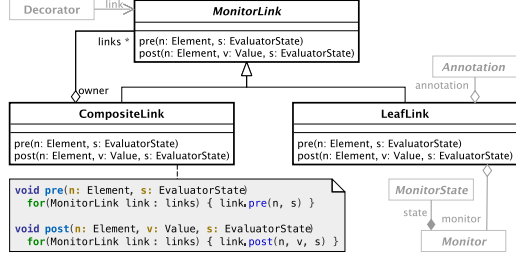 Decorator
link
MonitorLink
links *
pre(n: Element, s: EvaluatorState)
post(n: Element, v: Value, s: EvaluatorState)
owner
Annotation
annotation
CompositeLink
pre(n: Element, s: EvaluatorState)
post(n: Element, v: Value, s: EvaluatorState)
LeafLink
pre(n: Element, s: EvaluatorState)
post(n: Element, v: Value, s: EvaluatorState)
void pre(n: Element, s: EvaluatorState)
for(MonitorLink link: links) { link.pre(n, s) }
void post(n: Element, v: Value, s: EvaluatorState)
for(MonitorLink link: links) { link.post(n, v, s) }
MonitorState
state
monitor
Monitor